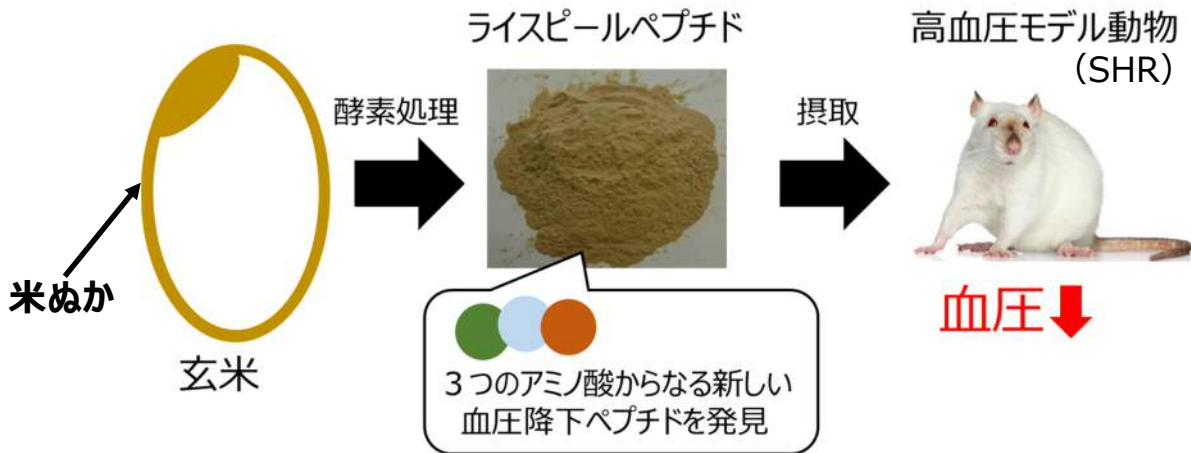 ライスピールペプチド
高血圧モデル動物
（SHR）
酵素処理
摂取
米ぬか
玄米
３つのアミノ酸からなる新しい
血圧降下ペプチドを発見
血圧